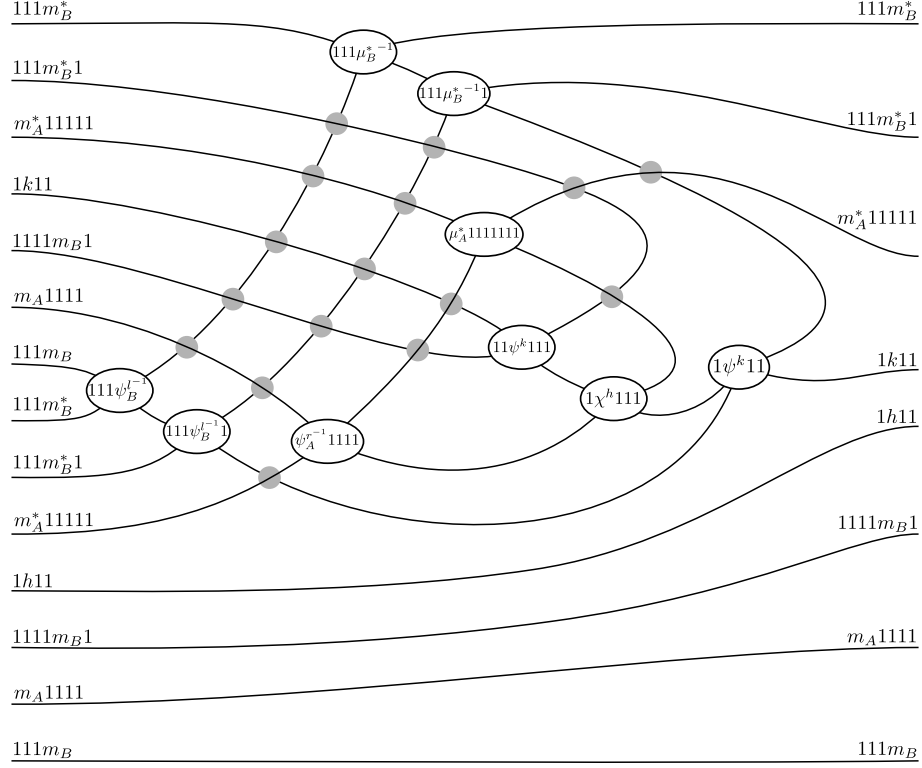 111m_B^* 111m_B^*
111μ_B^{*-1}
111m_B^*1
111μ_B^{*-1}1
m_A^*11111 111m_B^*1
1k11
m_A^*11111
μ_A^*1111111
1111m_B1
m_A1111
11ψ^k111
111m_B 1k11
1ψ^k11
111ψ_B^{l-1}
1χ^h111
111m_B^* 1h11
111ψ_B^{l-1}1
ψ_A^{r-1}1111
111m_B^*1
m_A^*11111 1111m_B1
1h11
1111m_B1 m_A1111
m_A1111
111m_B 111m_B